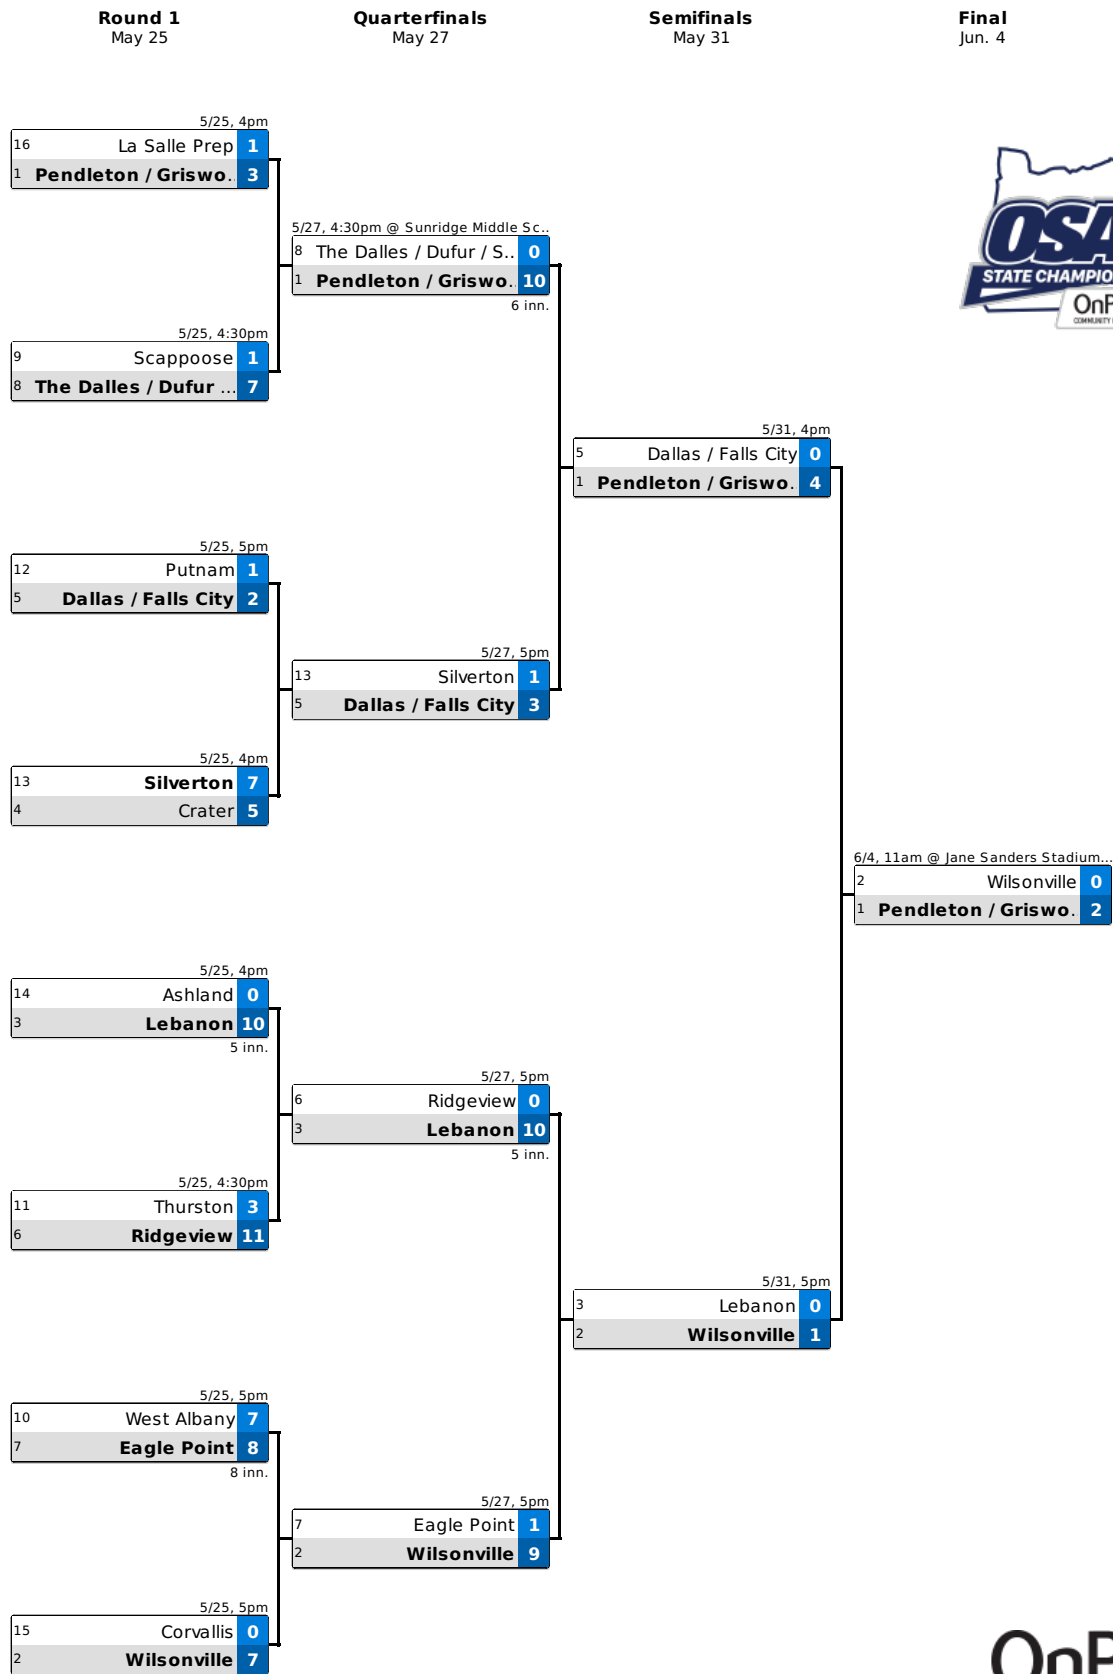 Round 1
May 25
Quarterfinals
May 27
Semifinals
May 31
Final
Jun. 4
5/25, 4pm
16 La Salle Prep 1
1 Pendleton / Griswo. 3
5/27, 4:30pm @ Sunridge Middle Sc..
8 The Dalles / Dufur / S.. 0
1 Pendleton / Griswo. 10
6 inn.
5/25, 4:30pm
9 Scappoose 1
8 The Dalles / Dufur ... 7
5/31, 4pm
5 Dallas / Falls City 0
1 Pendleton / Griswo. 4
5/25, 5pm
12 Putnam 1
5 Dallas / Falls City 2
5/27, 5pm
13 Silverton 1
5 Dallas / Falls City 3
5/25, 4pm
13 Silverton 7
4 Crater 5
6/4, 11am @ Jane Sanders Stadium...
2 Wilsonville 0
1 Pendleton / Griswo. 2
5/25, 4pm
14 Ashland 0
3 Lebanon 10
5 inn.
5/27, 5pm
6 Ridgeview 0
3 Lebanon 10
5 inn.
5/25, 4:30pm
11 Thurston 3
6 Ridgeview 11
5/31, 5pm
3 Lebanon 0
2 Wilsonville 1
5/25, 5pm
10 West Albany 7
7 Eagle Point 8
8 inn.
5/27, 5pm
7 Eagle Point 1
2 Wilsonville 9
5/25, 5pm
15 Corvallis 0
2 Wilsonville 7
OSA
STATE CHAMPIO
OnP
COMMUNITY
OnP